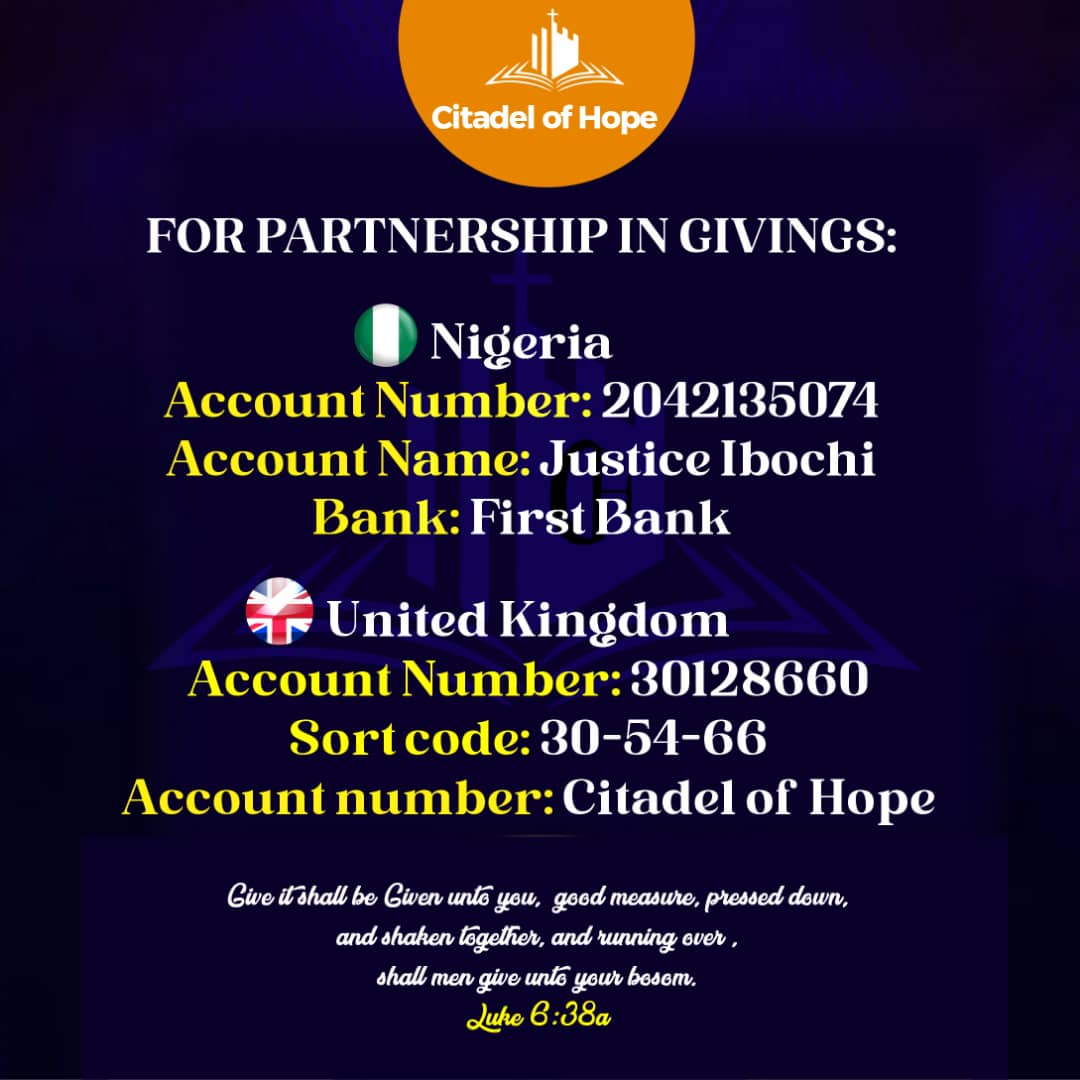 Citadel of Hope
FOR PARTNERSHIP IN GIVINGS:
Nigeria
Account Number: 2042135074
Account Name: Justice Ibochi
Bank: First Bank
United Kingdom
Account Number: 30128660
Sort code: 30-54-66
Account number: Citadel of Hope
Give it shall be Given unto you, good measure, pressed down,
and shaken together, and running over ,
shall men give unto your bosom.
Luke 6:38a